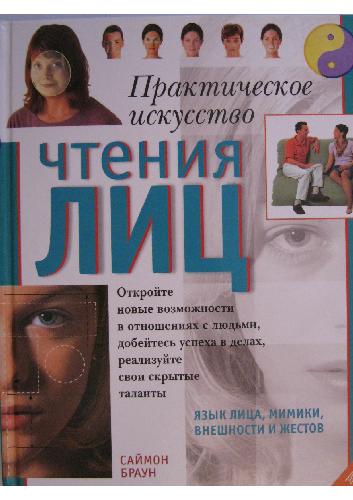 Практическое
искусство
чтения
ЛИЦ
Откройте
новые возможности
в отношениях с людьми,
добейтесь успеха в делах,
реализуйте
свои скрытые
таланты
ЯЗЫК ЛИЦА, МИМИКИ,
ВНЕШНОСТИ И ЖЕСТОВ
САЙМОН
БРАУН